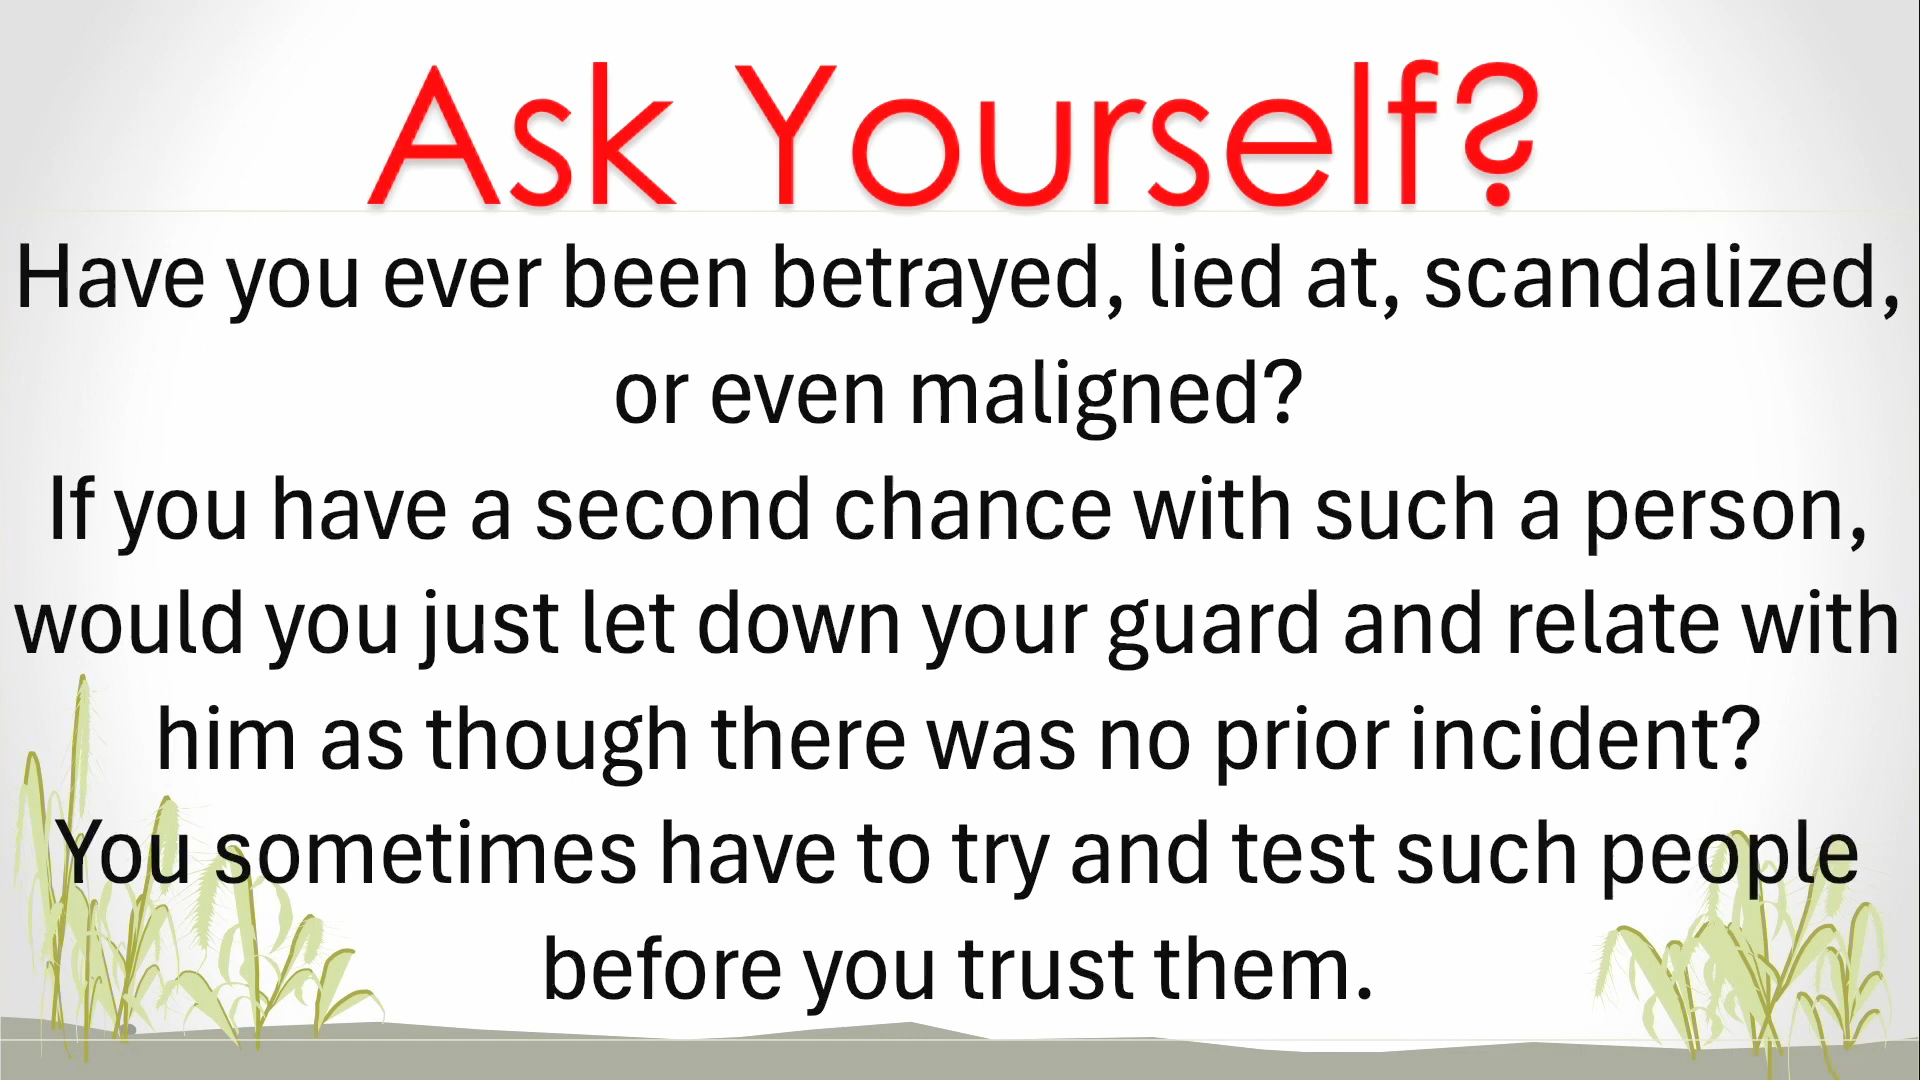 Ask Yourself?
Have you ever been betrayed, lied at, scandalized,
or even maligned?
If you have a second chance with such a person,
would you just let down your guard and relate with
him as though there was no prior incident?
You sometimes have to try and test such people
before you trust them.